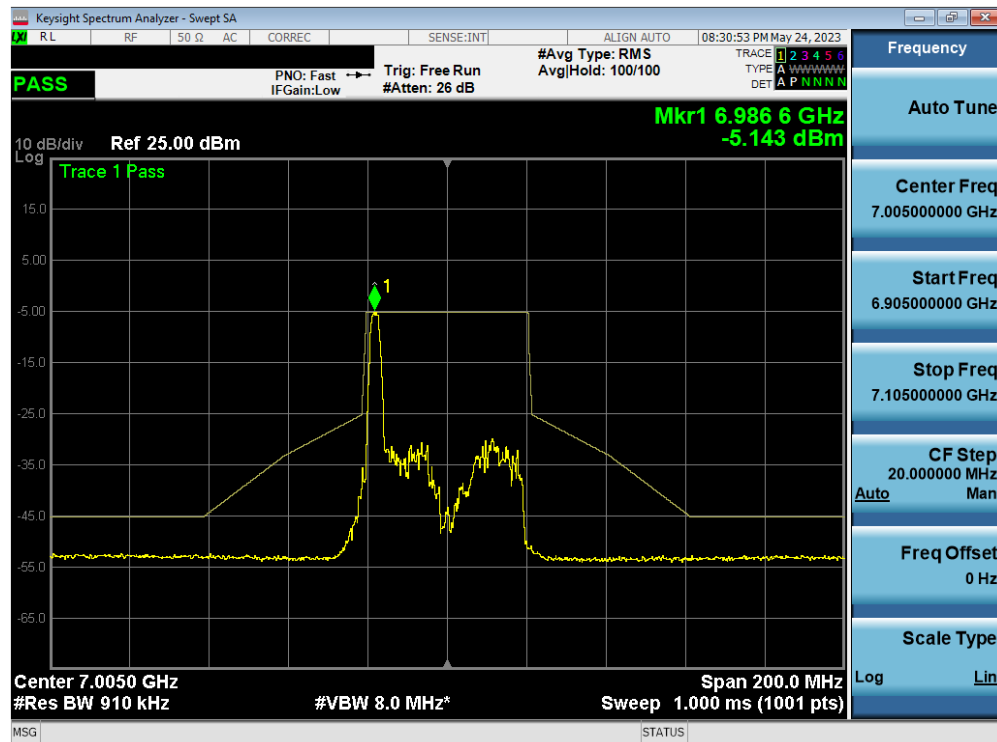 Keysight Spectrum Analyzer - Swept SA
LXI RL RF 50 Ω AC CORREC SENSE:INT ALIGN AUTO 08:30:53 PM May 24, 2023
PASS
PNO: Fast
IFGain:Low
Trig: Free Run
#Atten: 26 dB
#Avg Type: RMS
Avg|Hold: 100/100
TRACE 1 2 3 4 5 6
TYPE A WWWWW
DET A P N N N N
Mkr1 6.986 6 GHz
-5.143 dBm
10 dB/div Ref 25.00 dBm
Log
Trace 1 Pass
15.0
5.00
1
-5.00
-15.0
-25.0
-35.0
-45.0
-55.0
-65.0
Center 7.0050 GHz Span 200.0 MHz
#Res BW 910 kHz #VBW 8.0 MHz* Sweep 1.000 ms (1001 pts)
MSG STATUS
Frequency
Auto Tune
Center Freq
7.005000000 GHz
Start Freq
6.905000000 GHz
Stop Freq
7.105000000 GHz
CF Step
20.000000 MHz
Auto Man
Freq Offset
0 Hz
Scale Type
Log Lin